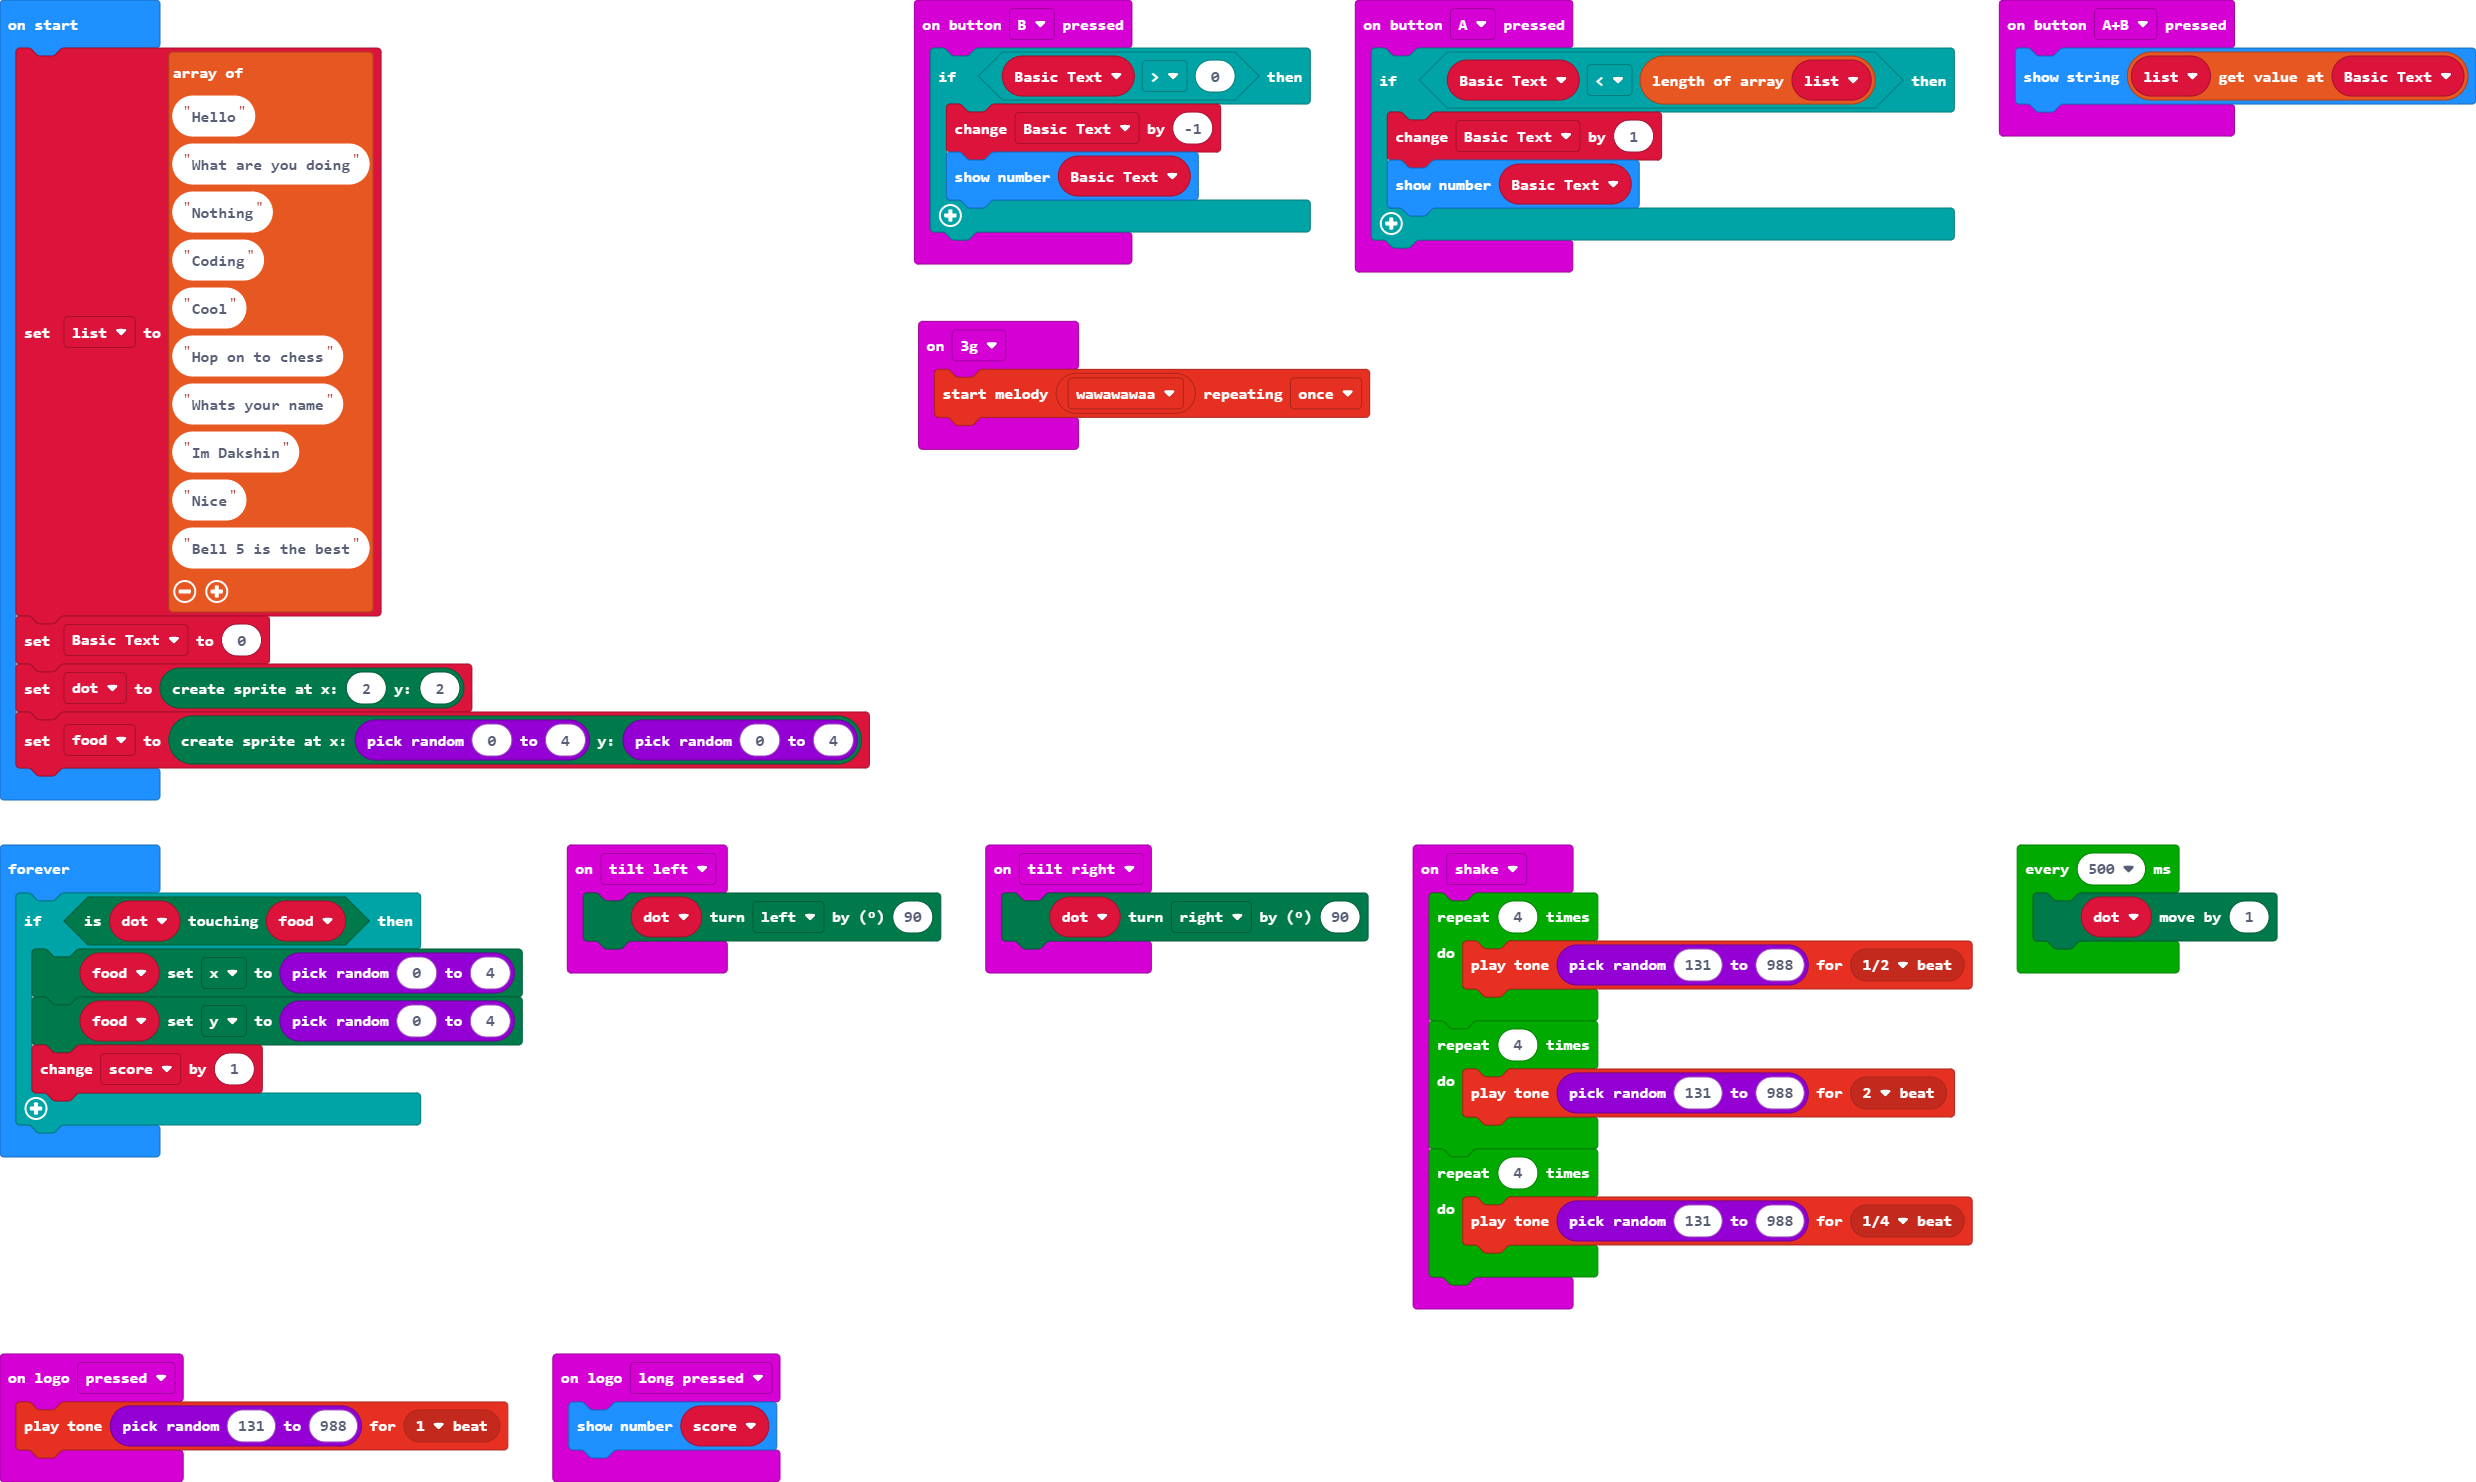 on start
set list to array of
"Hello"
"What are you doing"
"Nothing"
"Coding"
"Cool"
"Hop on to chess"
"Whats your name"
"Im Dakshin"
"Nice"
"Bell 5 is the best"
set Basic Text to 0
set dot to create sprite at x: 2 y: 2
set food to create sprite at x: pick random 0 to 4 y: pick random 0 to 4
on button B pressed
if Basic Text > 0 then
change Basic Text by -1
show number Basic Text
on button A pressed
if Basic Text < length of array list then
change Basic Text by 1
show number Basic Text
on button A+B pressed
show string list get value at Basic Text
on 3g
start melody wawawawaa repeating once
forever
if is dot touching food then
food set x to pick random 0 to 4
food set y to pick random 0 to 4
change score by 1
on tilt left
dot turn left by (º) 90
on tilt right
dot turn right by (º) 90
on shake
repeat 4 times
do play tone pick random 131 to 988 for 1/2 beat
repeat 4 times
do play tone pick random 131 to 988 for 2 beat
repeat 4 times
do play tone pick random 131 to 988 for 1/4 beat
every 500 ms
dot move by 1
on logo pressed
play tone pick random 131 to 988 for 1 beat
on logo long pressed
show number score